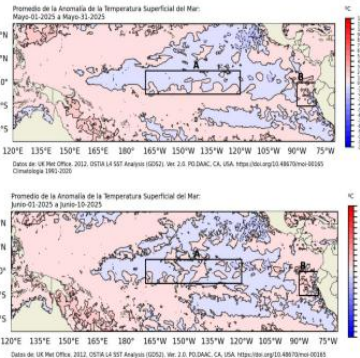 Promedio de la Anomalía de la Temperatura Superficial del Mar:
Mayo-01-2025 a Mayo-31-2025
°C
°N
°N
0°
°S
°S
A
B
120°E 135°E 150°E 165°E 180°W 165°W 150°W 135°W 120°W 105°W 90°W 75°W
Datos de: UK Met Office. 2012. OSTIA L4 SST Analysis (GDS2). Ver. 2.0. PO.DAAC, CA, USA. https://doi.org/10.48670/moi-00165
Climatología 1991-2020
Promedio de la Anomalía de la Temperatura Superficial del Mar:
Junio-01-2025 a Junio-10-2025
°C
N
°N
0°
°S
°S
A
B
120°E 135°E 150°E 165°E 180°W 165°W 150°W 135°W 120°W 105°W 90°W 75°W
Datos de: UK Met Office. 2012. OSTIA L4 SST Analysis (GDS2). Ver. 2.0. PO.DAAC, CA, USA. https://doi.org/10.48670/moi-00165